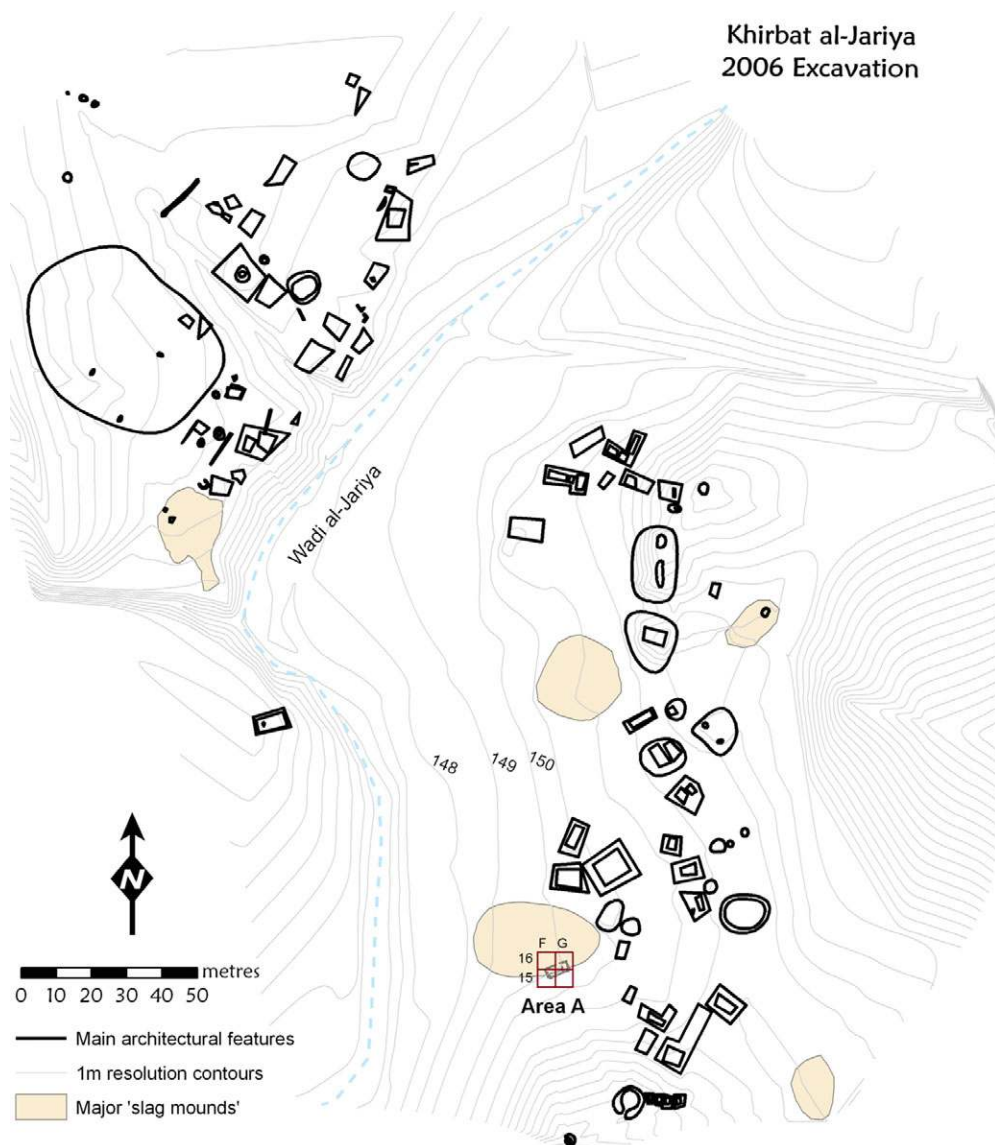 Khirbat al-Jariya
2006 Excavation
Wadi al-Jariya
148
149
150
F G
16
15
Area A
N
metres
0 10 20 30 40 50
Main architectural features
1m resolution contours
Major 'slag mounds'